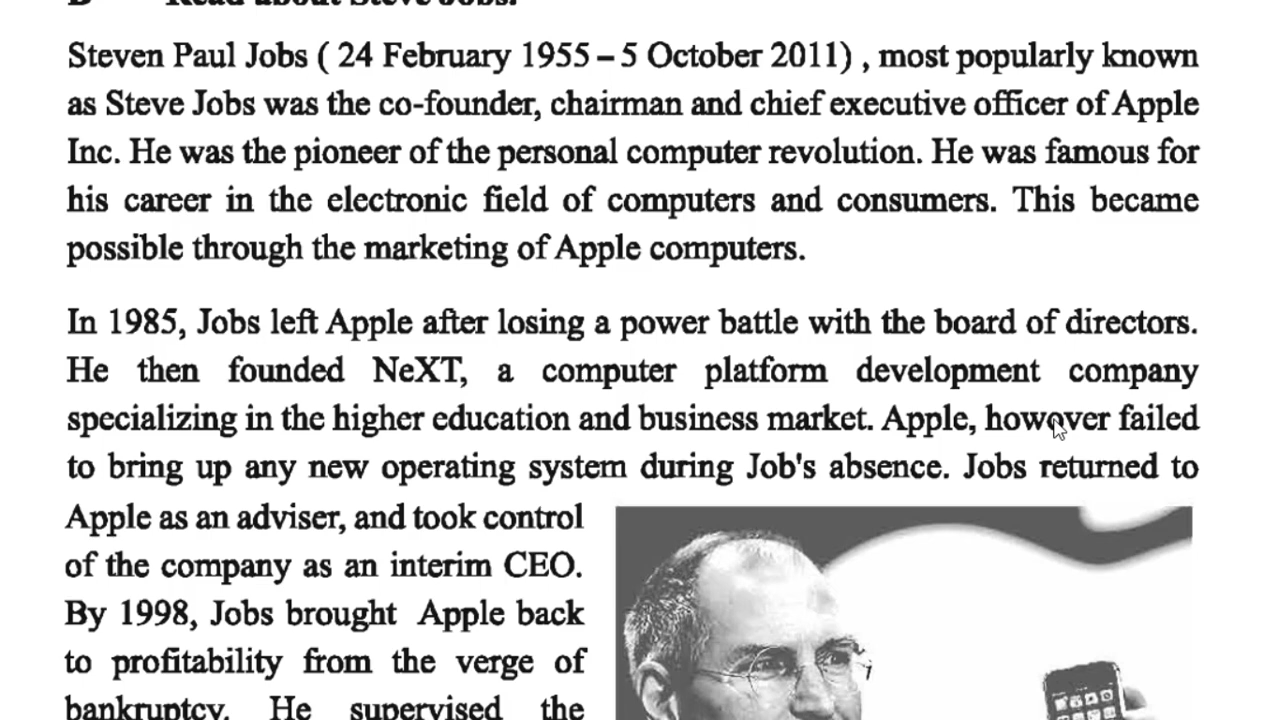 B Read about Steve Jobs.
Steven Paul Jobs ( 24 February 1955 – 5 October 2011) , most popularly known
as Steve Jobs was the co-founder, chairman and chief executive officer of Apple
Inc. He was the pioneer of the personal computer revolution. He was famous for
his career in the electronic field of computers and consumers. This became
possible through the marketing of Apple computers.
In 1985, Jobs left Apple after losing a power battle with the board of directors.
He then founded NeXT, a computer platform development company
specializing in the higher education and business market. Apple, however failed
to bring up any new operating system during Job's absence. Jobs returned to
Apple as an adviser, and took control
of the company as an interim CEO.
By 1998, Jobs brought Apple back
to profitability from the verge of
bankruptcy. He supervised the